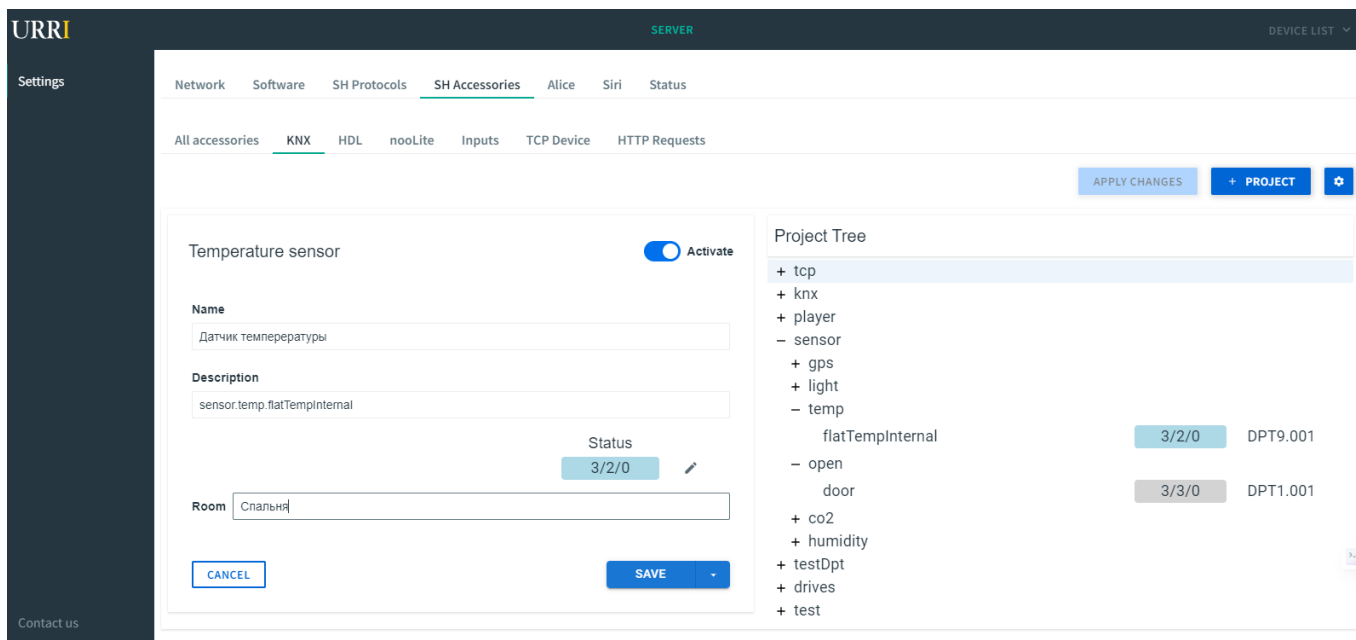 URRI
SERVER
DEVICE LIST
Settings
Network Software SH Protocols SH Accessories Alice Siri Status
All accessories KNX HDL nooLite Inputs TCP Device HTTP Requests
APPLY CHANGES + PROJECT
Temperature sensor
Activate
Name
Датчик темперературы
Description
sensor.temp.flatTempInternal
Status
3/2/0
Room Спальня
CANCEL
SAVE
Project Tree
+ tcp
+ knx
+ player
– sensor
+ gps
+ light
– temp
flatTempInternal 3/2/0 DPT9.001
– open
door 3/3/0 DPT1.001
+ co2
+ humidity
+ testDpt
+ drives
+ test
Contact us